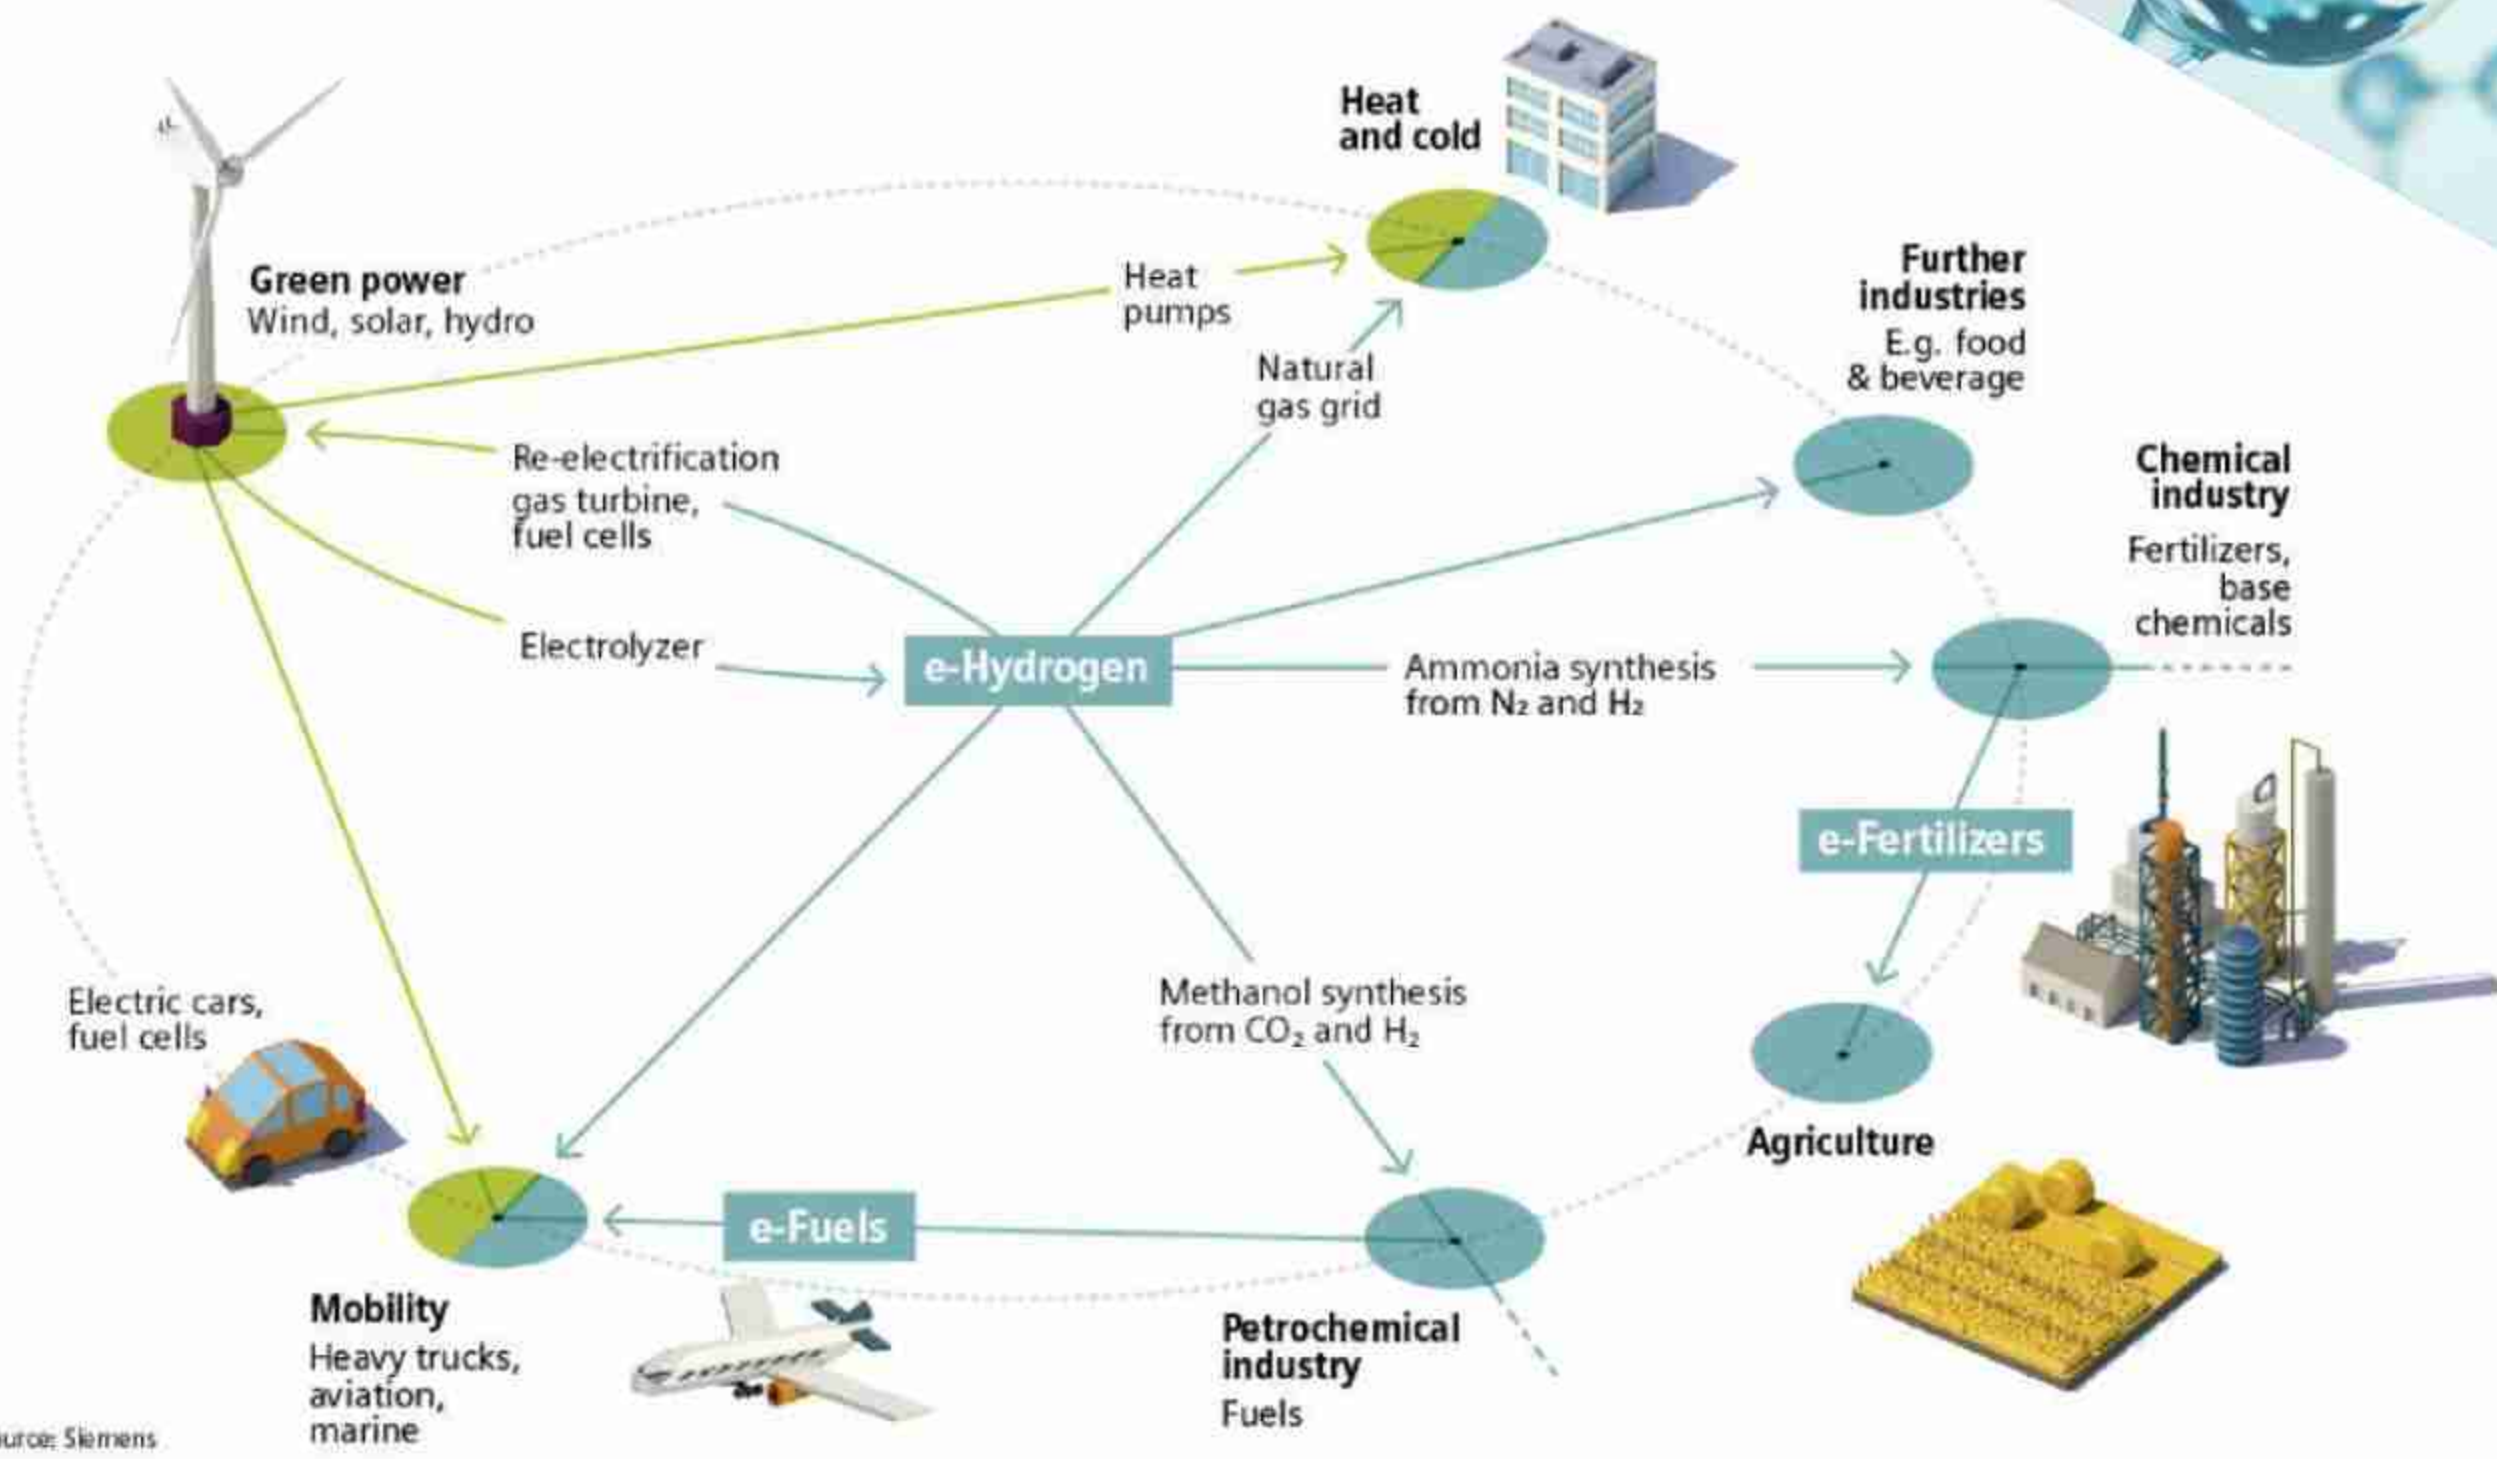 Heat
and cold
Green power
Wind, solar, hydro
Heat
pumps
Further
industries
E.g. food
& beverage
Natural
gas grid
Re-electrification
gas turbine,
fuel cells
Chemical
industry
Fertilizers,
base
chemicals
Electrolyzer
e-Hydrogen
Ammonia synthesis
from N₂ and H₂
e-Fertilizers
Electric cars,
fuel cells
Methanol synthesis
from CO₂ and H₂
Agriculture
e-Fuels
Mobility
Heavy trucks,
aviation,
marine
Petrochemical
industry
Fuels
Siemens